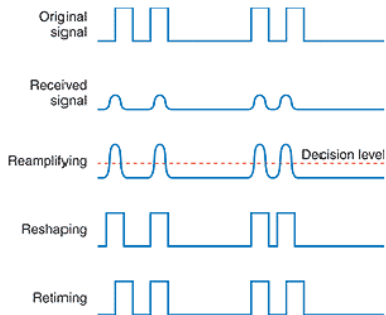 Original
signal
Received
signal
Reamplifying
Decision level
Reshaping
Retiming